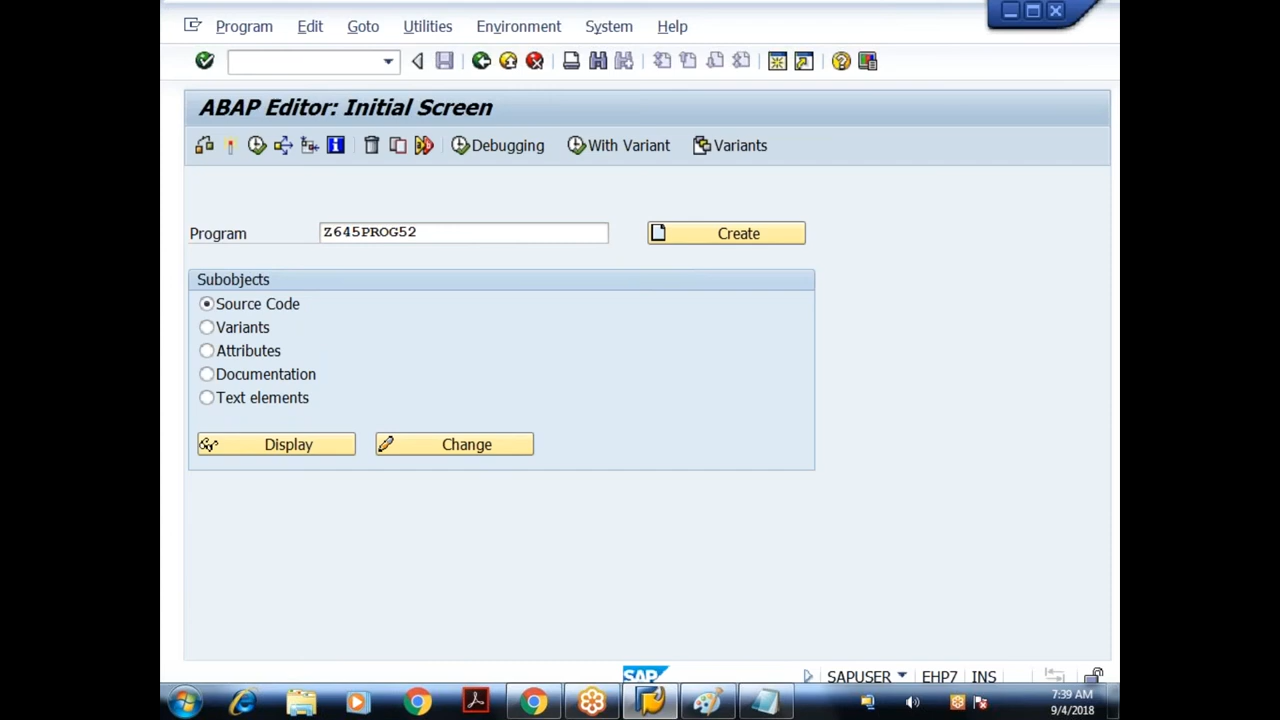 Program Edit Goto Utilities Environment System Help
ABAP Editor: Initial Screen
Debugging With Variant Variants
Program Z645PROG52 Create
Subobjects
Source Code
Variants
Attributes
Documentation
Text elements
Display Change
SAP SAPUSER EHP7 INS
7:39 AM
9/4/2018